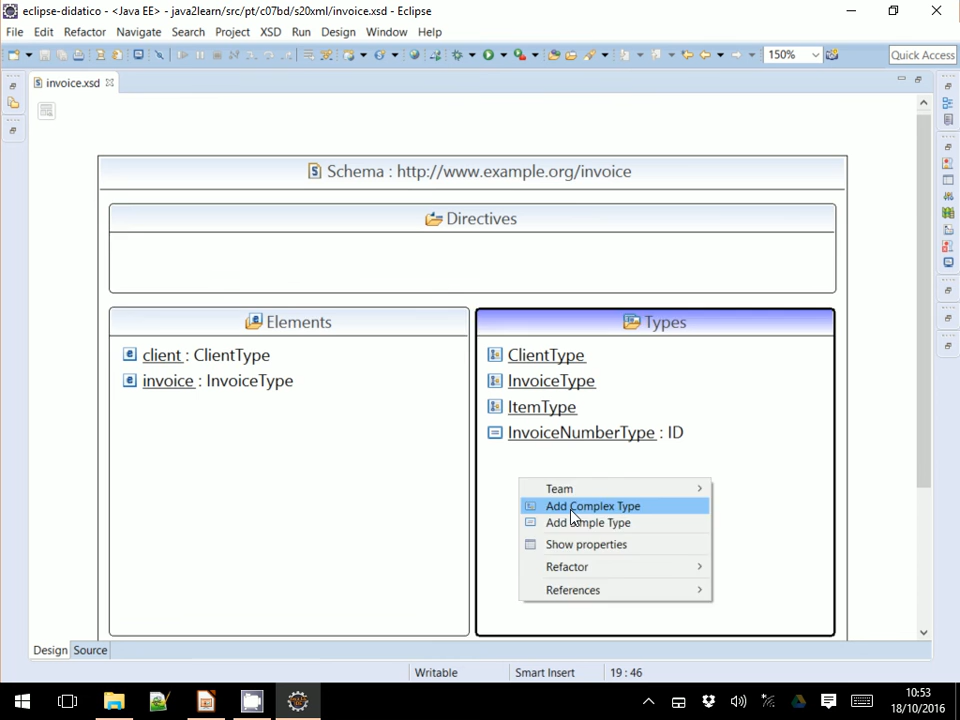 eclipse-didatico - <Java EE> - java2learn/src/pt/c07bd/s20xml/invoice.xsd - Eclipse
File Edit Refactor Navigate Search Project XSD Run Design Window Help
150% Quick Access
invoice.xsd
Schema : http://www.example.org/invoice
Directives
Elements
client : ClientType
invoice : InvoiceType
Types
ClientType
InvoiceType
ItemType
InvoiceNumberType : ID
Team
Add Complex Type
Add Simple Type
Show properties
Refactor
References
Design Source
Writable Smart Insert 19 : 46
10:53
18/10/2016